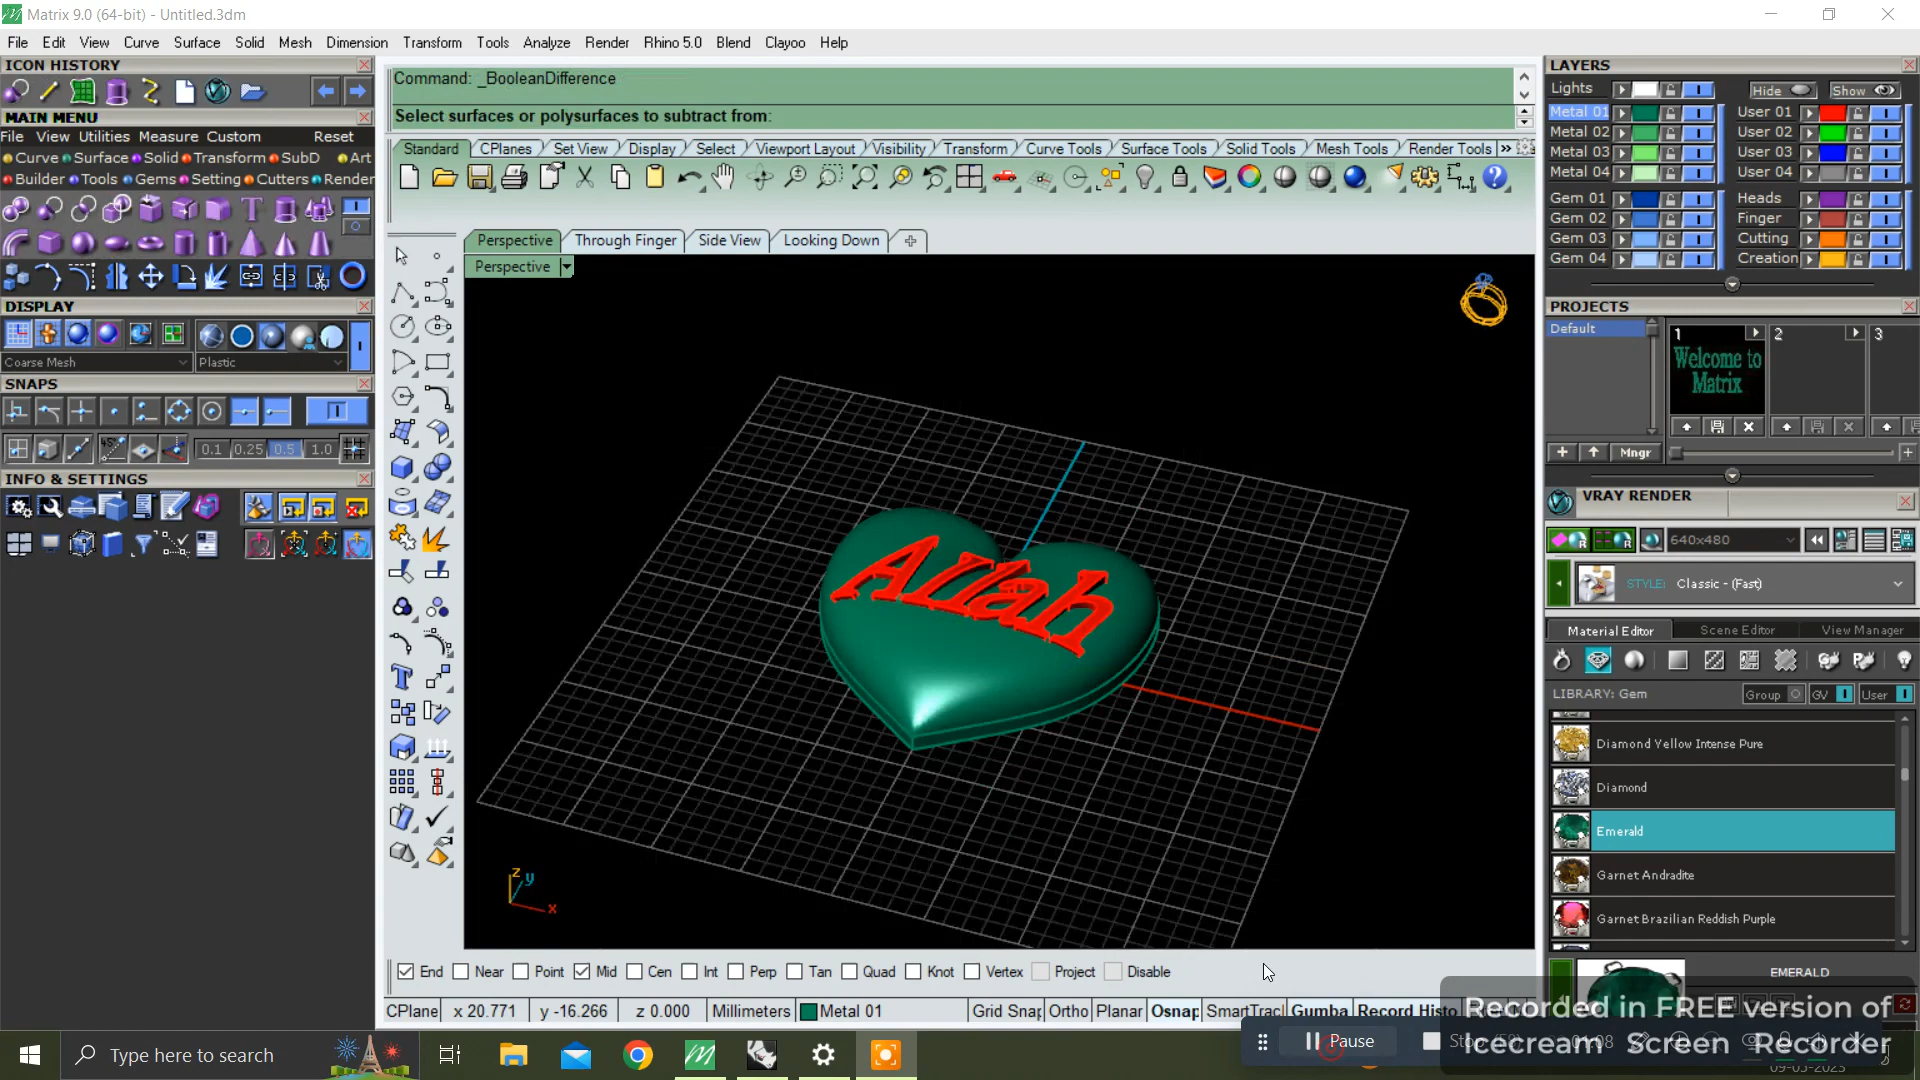 Matrix 9.0 (64-bit) - Untitled.3dm
File Edit View Curve Surface Solid Mesh Dimension Transform Tools Analyze Render Rhino 5.0 Blend Clayoo Help
ICON HISTORY
MAIN MENU
File View Utilities Measure Custom Reset
Curve Surface Solid Transform SubD Art
Builder Tools Gems Setting Cutters Render
DISPLAY
Coarse Mesh Plastic
SNAPS
0.1 0.25 0.5 1.0
INFO & SETTINGS
Command: _BooleanDifference
Select surfaces or polysurfaces to subtract from:
Standard CPlanes Set View Display Select Viewport Layout Visibility Transform Curve Tools Surface Tools Solid Tools Mesh Tools Render Tools »
Perspective Through Finger Side View Looking Down
Perspective
Allah
z y x
End Near Point Mid Cen Int Perp Tan Quad Knot Vertex Project Disable
CPlane x 20.771 y -16.266 z 0.000 Millimeters Metal 01 Grid Snap Ortho Planar Osnap SmartTrac Gumba Record Histo
LAYERS
Lights Hide Show
Metal 01 User 01
Metal 02 User 02
Metal 03 User 03
Metal 04 User 04
Gem 01 Heads
Gem 02 Finger
Gem 03 Cutting
Gem 04 Creation
PROJECTS
Default 1 2 3
Welcome to
Matrix
Mngr
VRAY RENDER
640x480
STYLE: Classic - (Fast)
Material Editor Scene Editor View Manager
LIBRARY: Gem Group GV User
Diamond Yellow Intense Pure
Diamond
Emerald
Garnet Andradite
Garnet Brazilian Reddish Purple
EMERALD
Recorded in FREE version of
Icecream Screen Recorder
Pause Stop 01:08
Type here to search
09-05-2023